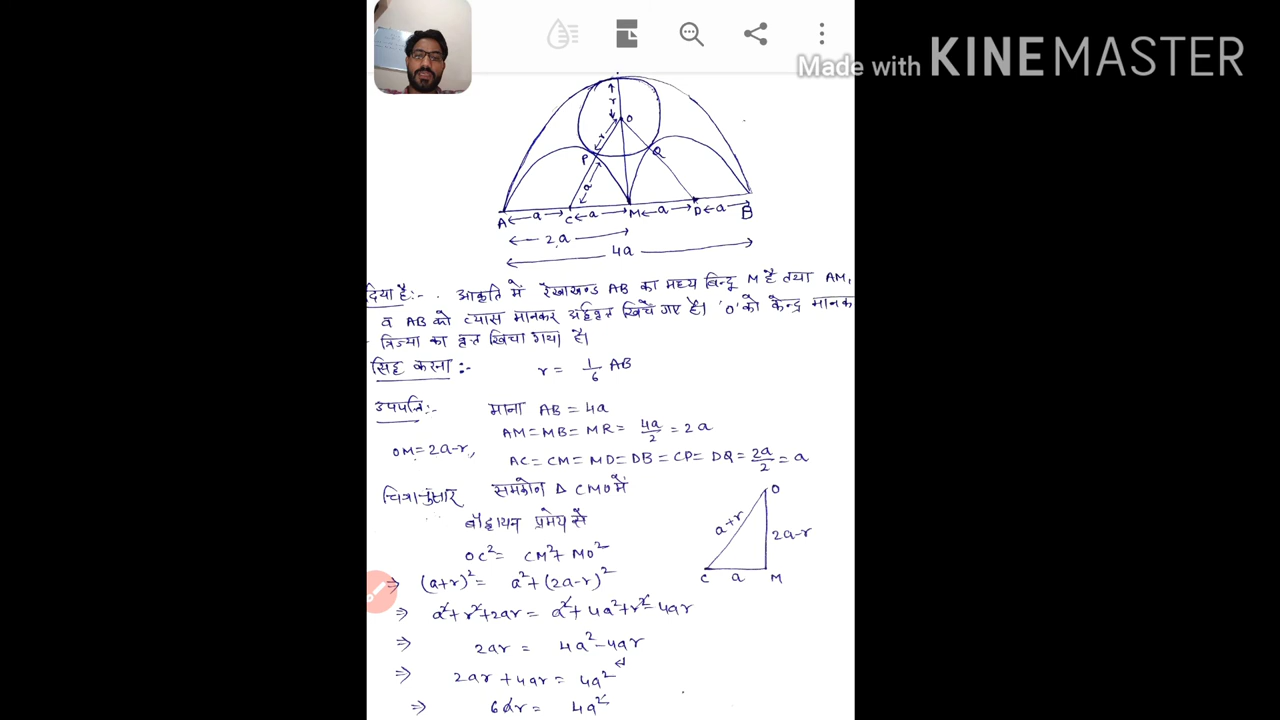 Made with KINEMASTER
r
O
r
P
Q
a
A a C a M a D a B
2a
4a
दिया है:- आकृति में रेखाखण्ड AB का मध्य बिन्दु M है तथा AM,
व AB को व्यास मानकर अर्द्धवृत्त खिंचें गए है। 'O' को केन्द्र मानक
त्रिज्या का वृत्त खिंचा गया है।
सिद्ध करना :- r = 1/6 AB
उपपत्ति:- माना AB = 4a
AM = MB = MR = 4a/2 = 2a
OM = 2a-r,
AC = CM = MD = DB = CP = DQ = 2a/2 = a
चित्रानुसार समकोण Δ CMO में
बौद्धायन प्रमेय से
OC² = CM² + MO²
O
a+r
2a-r
C a M
⇒ (a+r)² = a² + (2a-r)²
⇒ a² + r² + 2ar = a² + 4a² + r² - 4ar
⇒ 2ar = 4a² - 4ar
⇒ 2ar + 4ar = 4a²
⇒ 6ar = 4a²